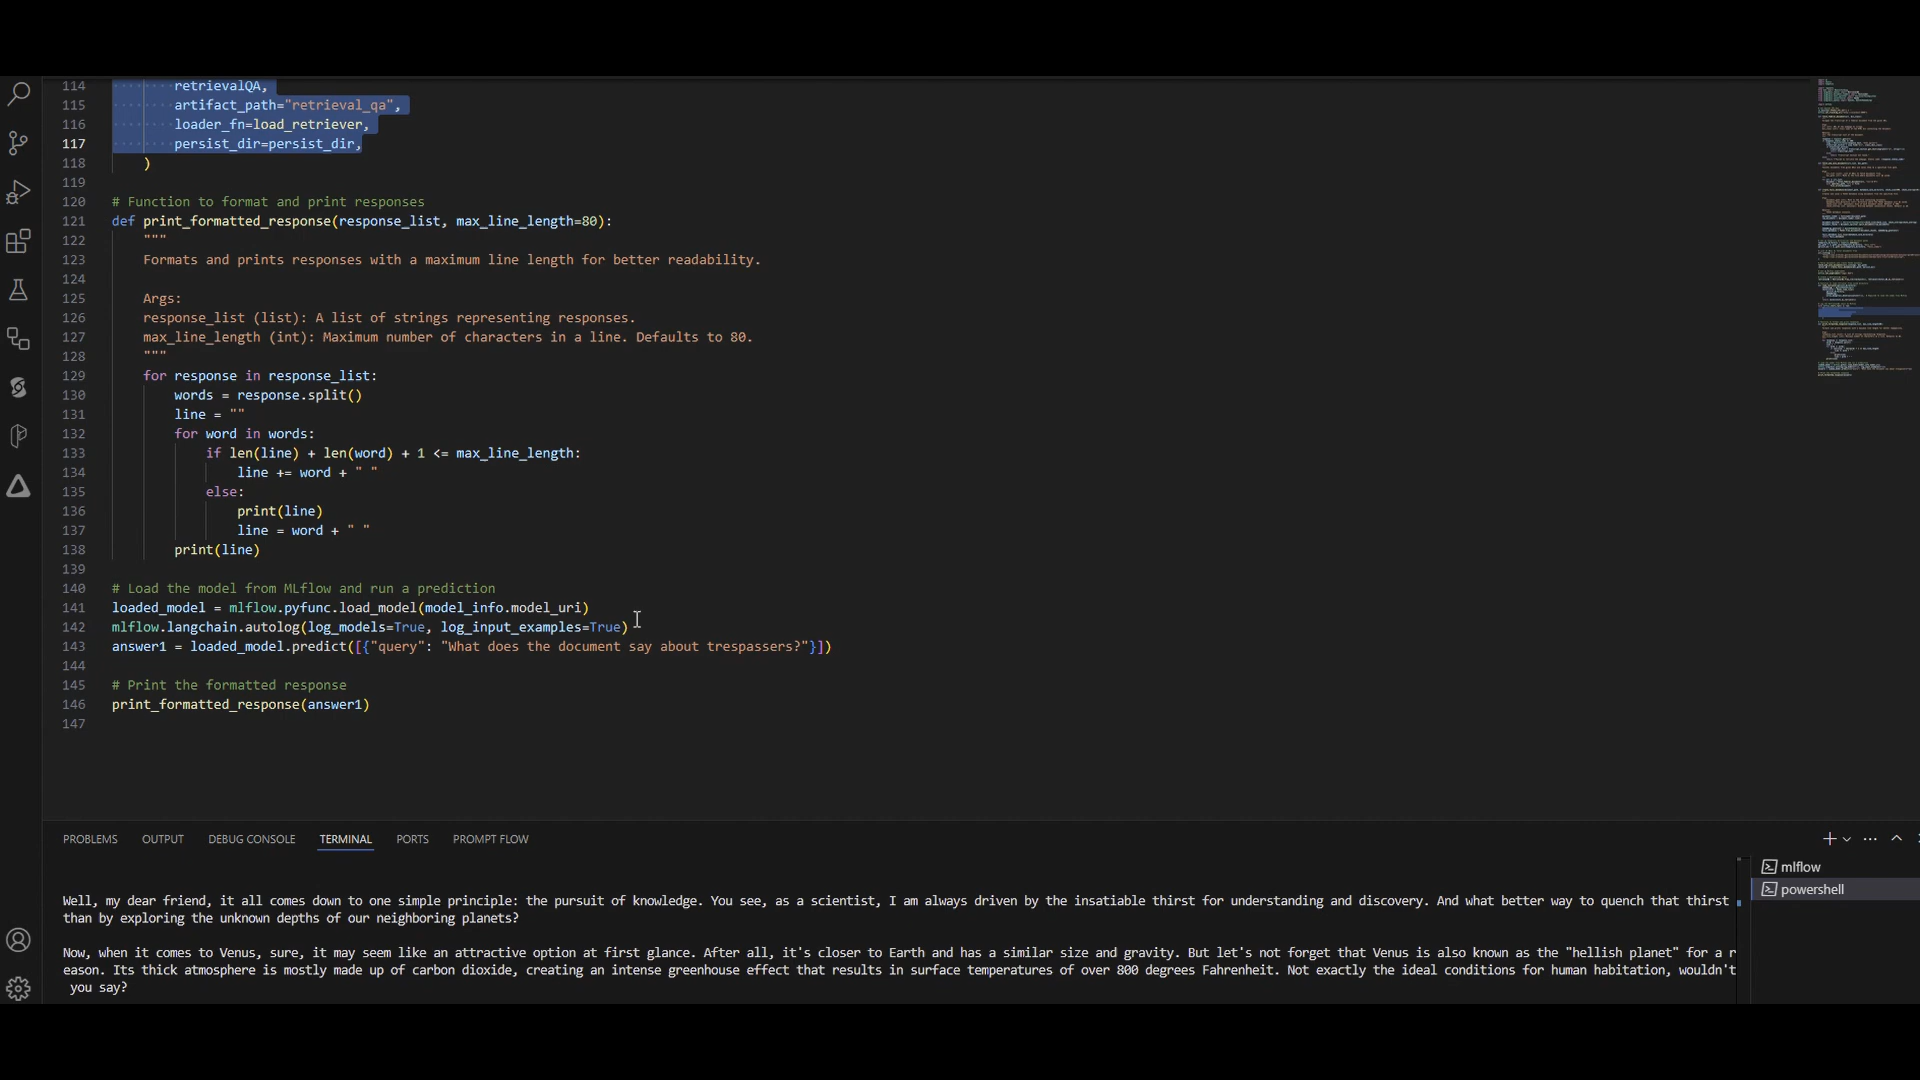 114 retrievalQA,
115 artifact_path="retrieval_qa",
116 loader_fn=load_retriever,
117 persist_dir=persist_dir,
118 )
119
120 # Function to format and print responses
121 def print_formatted_response(response_list, max_line_length=80):
122 """
123 Formats and prints responses with a maximum line length for better readability.
124
125 Args:
126 response_list (list): A list of strings representing responses.
127 max_line_length (int): Maximum number of characters in a line. Defaults to 80.
128 """
129 for response in response_list:
130 words = response.split()
131 line = ""
132 for word in words:
133 if len(line) + len(word) + 1 <= max_line_length:
134 line += word + " "
135 else:
136 print(line)
137 line = word + " "
138 print(line)
139
140 # Load the model from MLflow and run a prediction
141 loaded_model = mlflow.pyfunc.load_model(model_info.model_uri)
142 mlflow.langchain.autolog(log_models=True, log_input_examples=True)
143 answer1 = loaded_model.predict([{"query": "What does the document say about trespassers?"}])
144
145 # Print the formatted response
146 print_formatted_response(answer1)
147
PROBLEMS OUTPUT DEBUG CONSOLE TERMINAL PORTS PROMPT FLOW
mlflow
powershell
Well, my dear friend, it all comes down to one simple principle: the pursuit of knowledge. You see, as a scientist, I am always driven by the insatiable thirst for understanding and discovery. And what better way to quench that thirst
than by exploring the unknown depths of our neighboring planets?
Now, when it comes to Venus, sure, it may seem like an attractive option at first glance. After all, it's closer to Earth and has a similar size and gravity. But let's not forget that Venus is also known as the "hellish planet" for a r
eason. Its thick atmosphere is mostly made up of carbon dioxide, creating an intense greenhouse effect that results in surface temperatures of over 800 degrees Fahrenheit. Not exactly the ideal conditions for human habitation, wouldn't
you say?